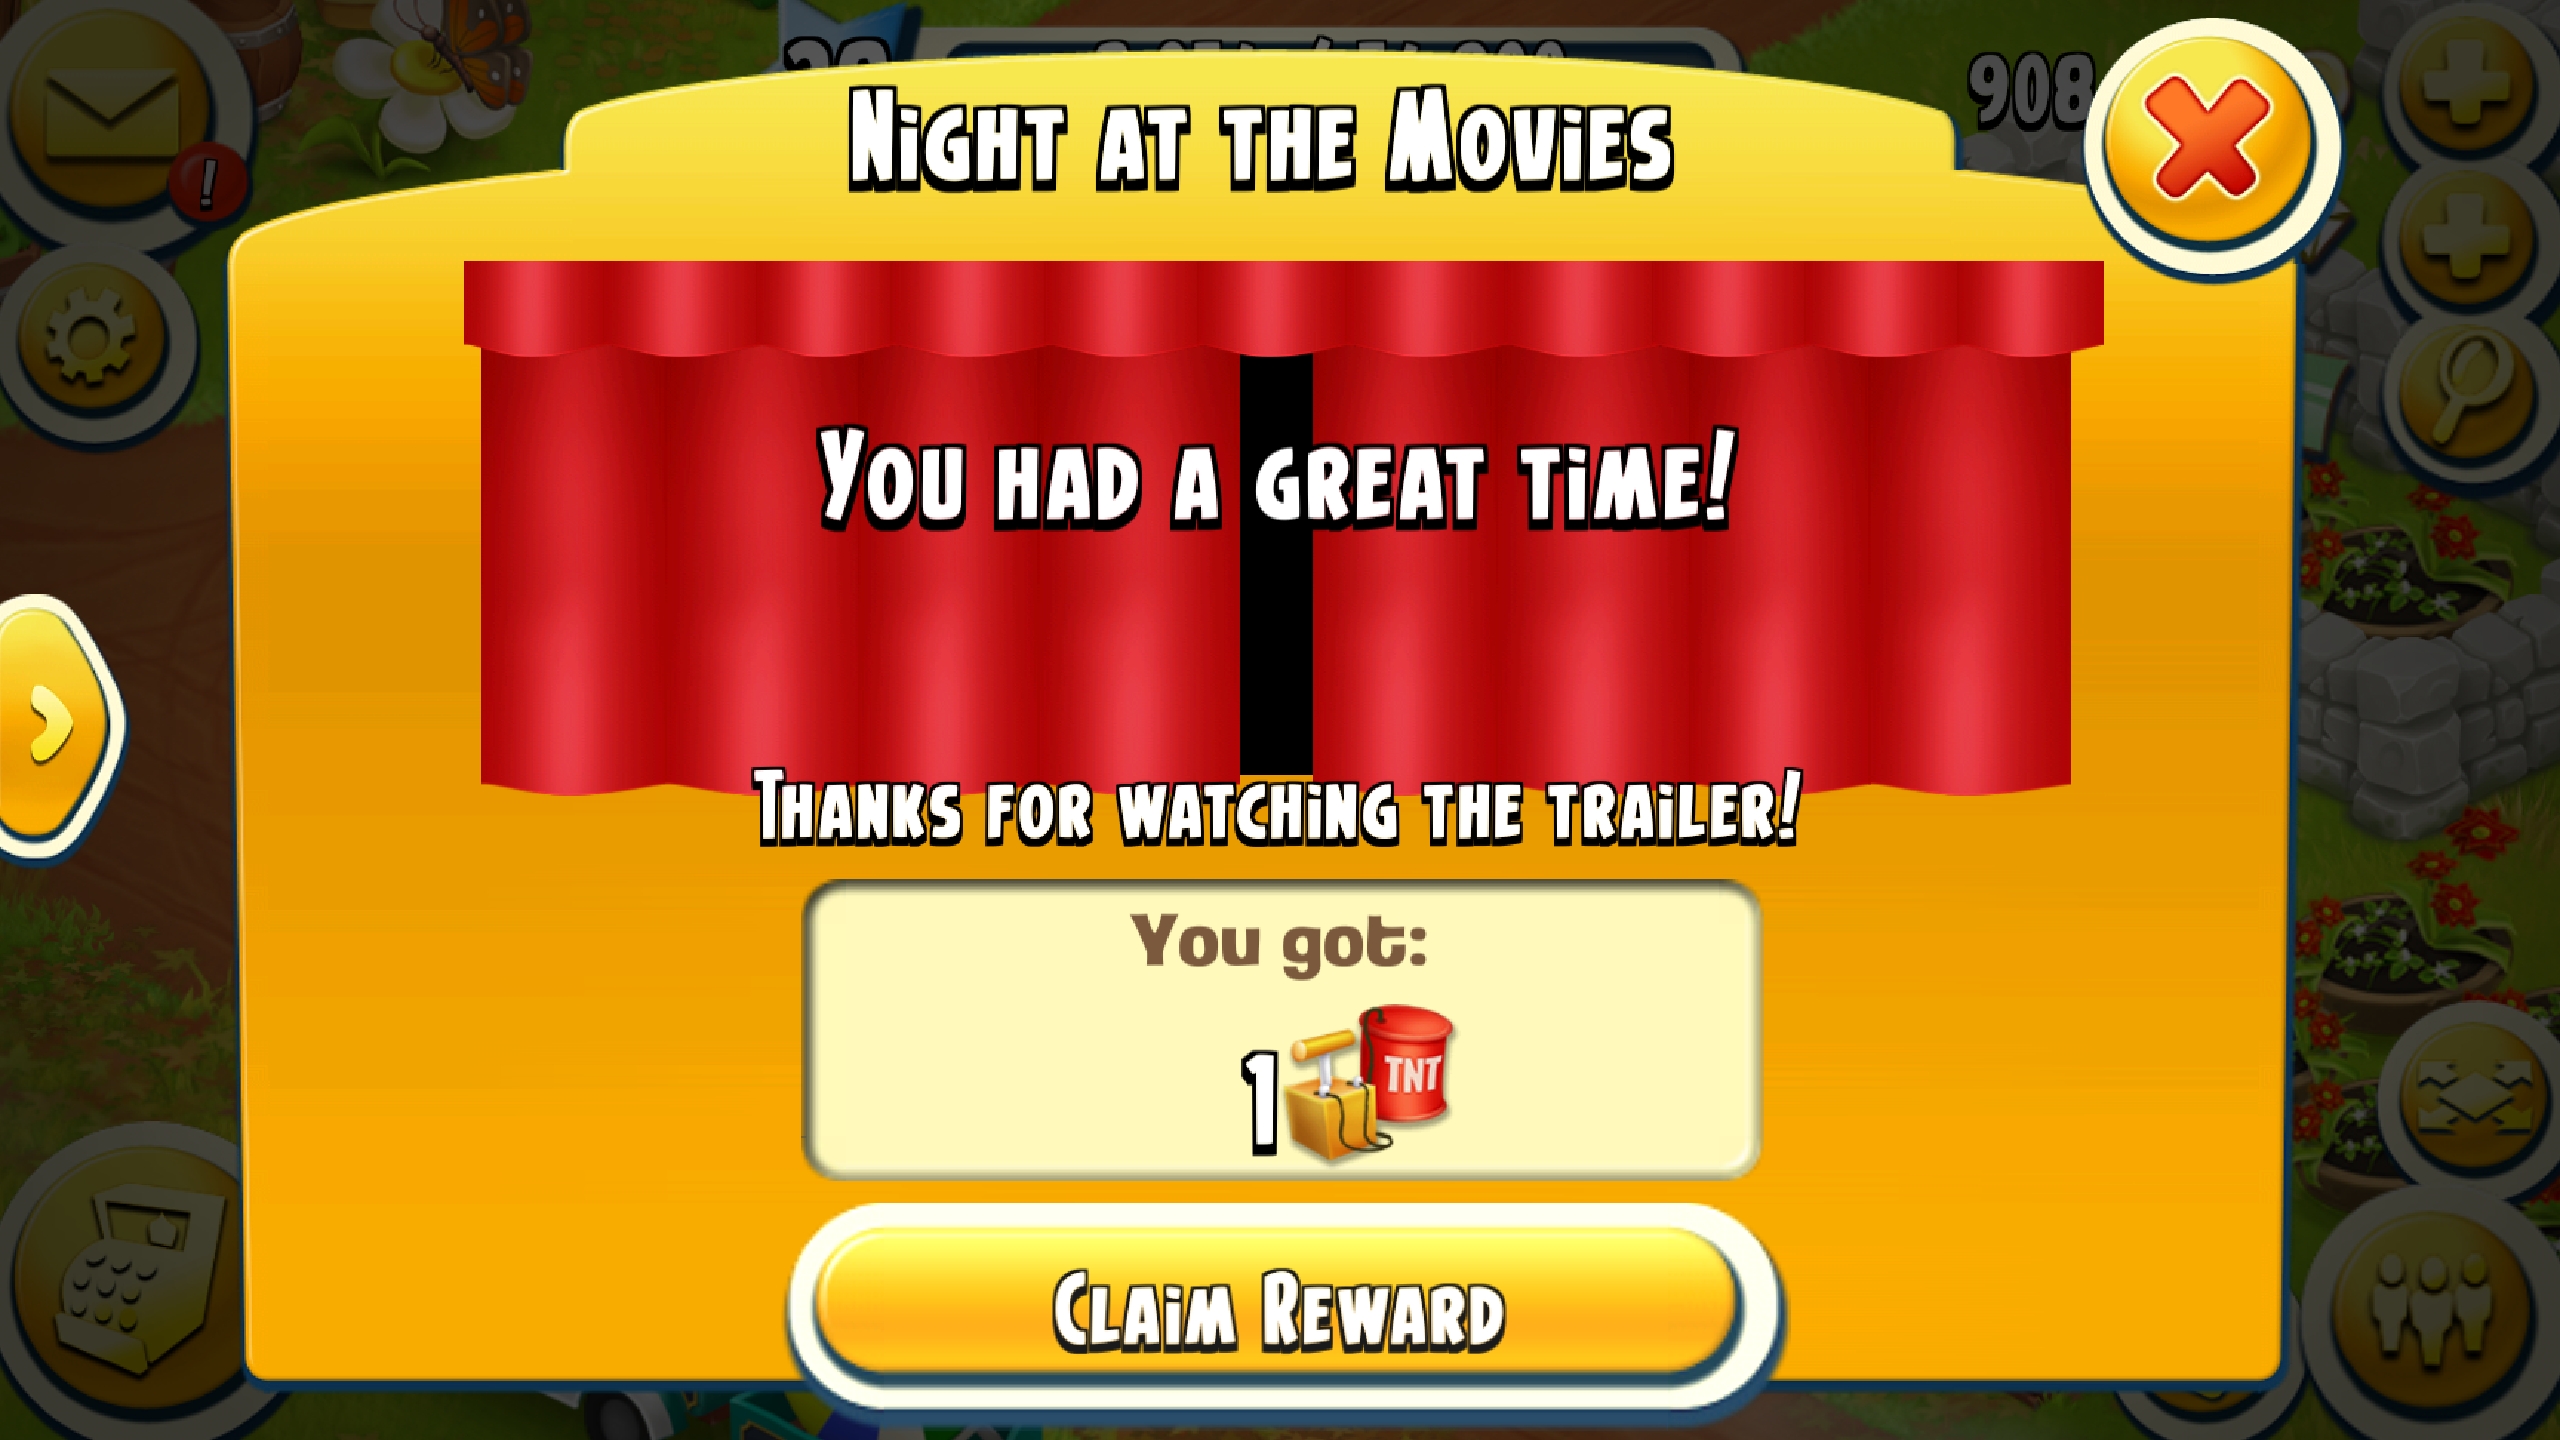 908
Night at the Movies
You had a great time!
Thanks for watching the trailer!
You got:
1
TNT
Claim Reward